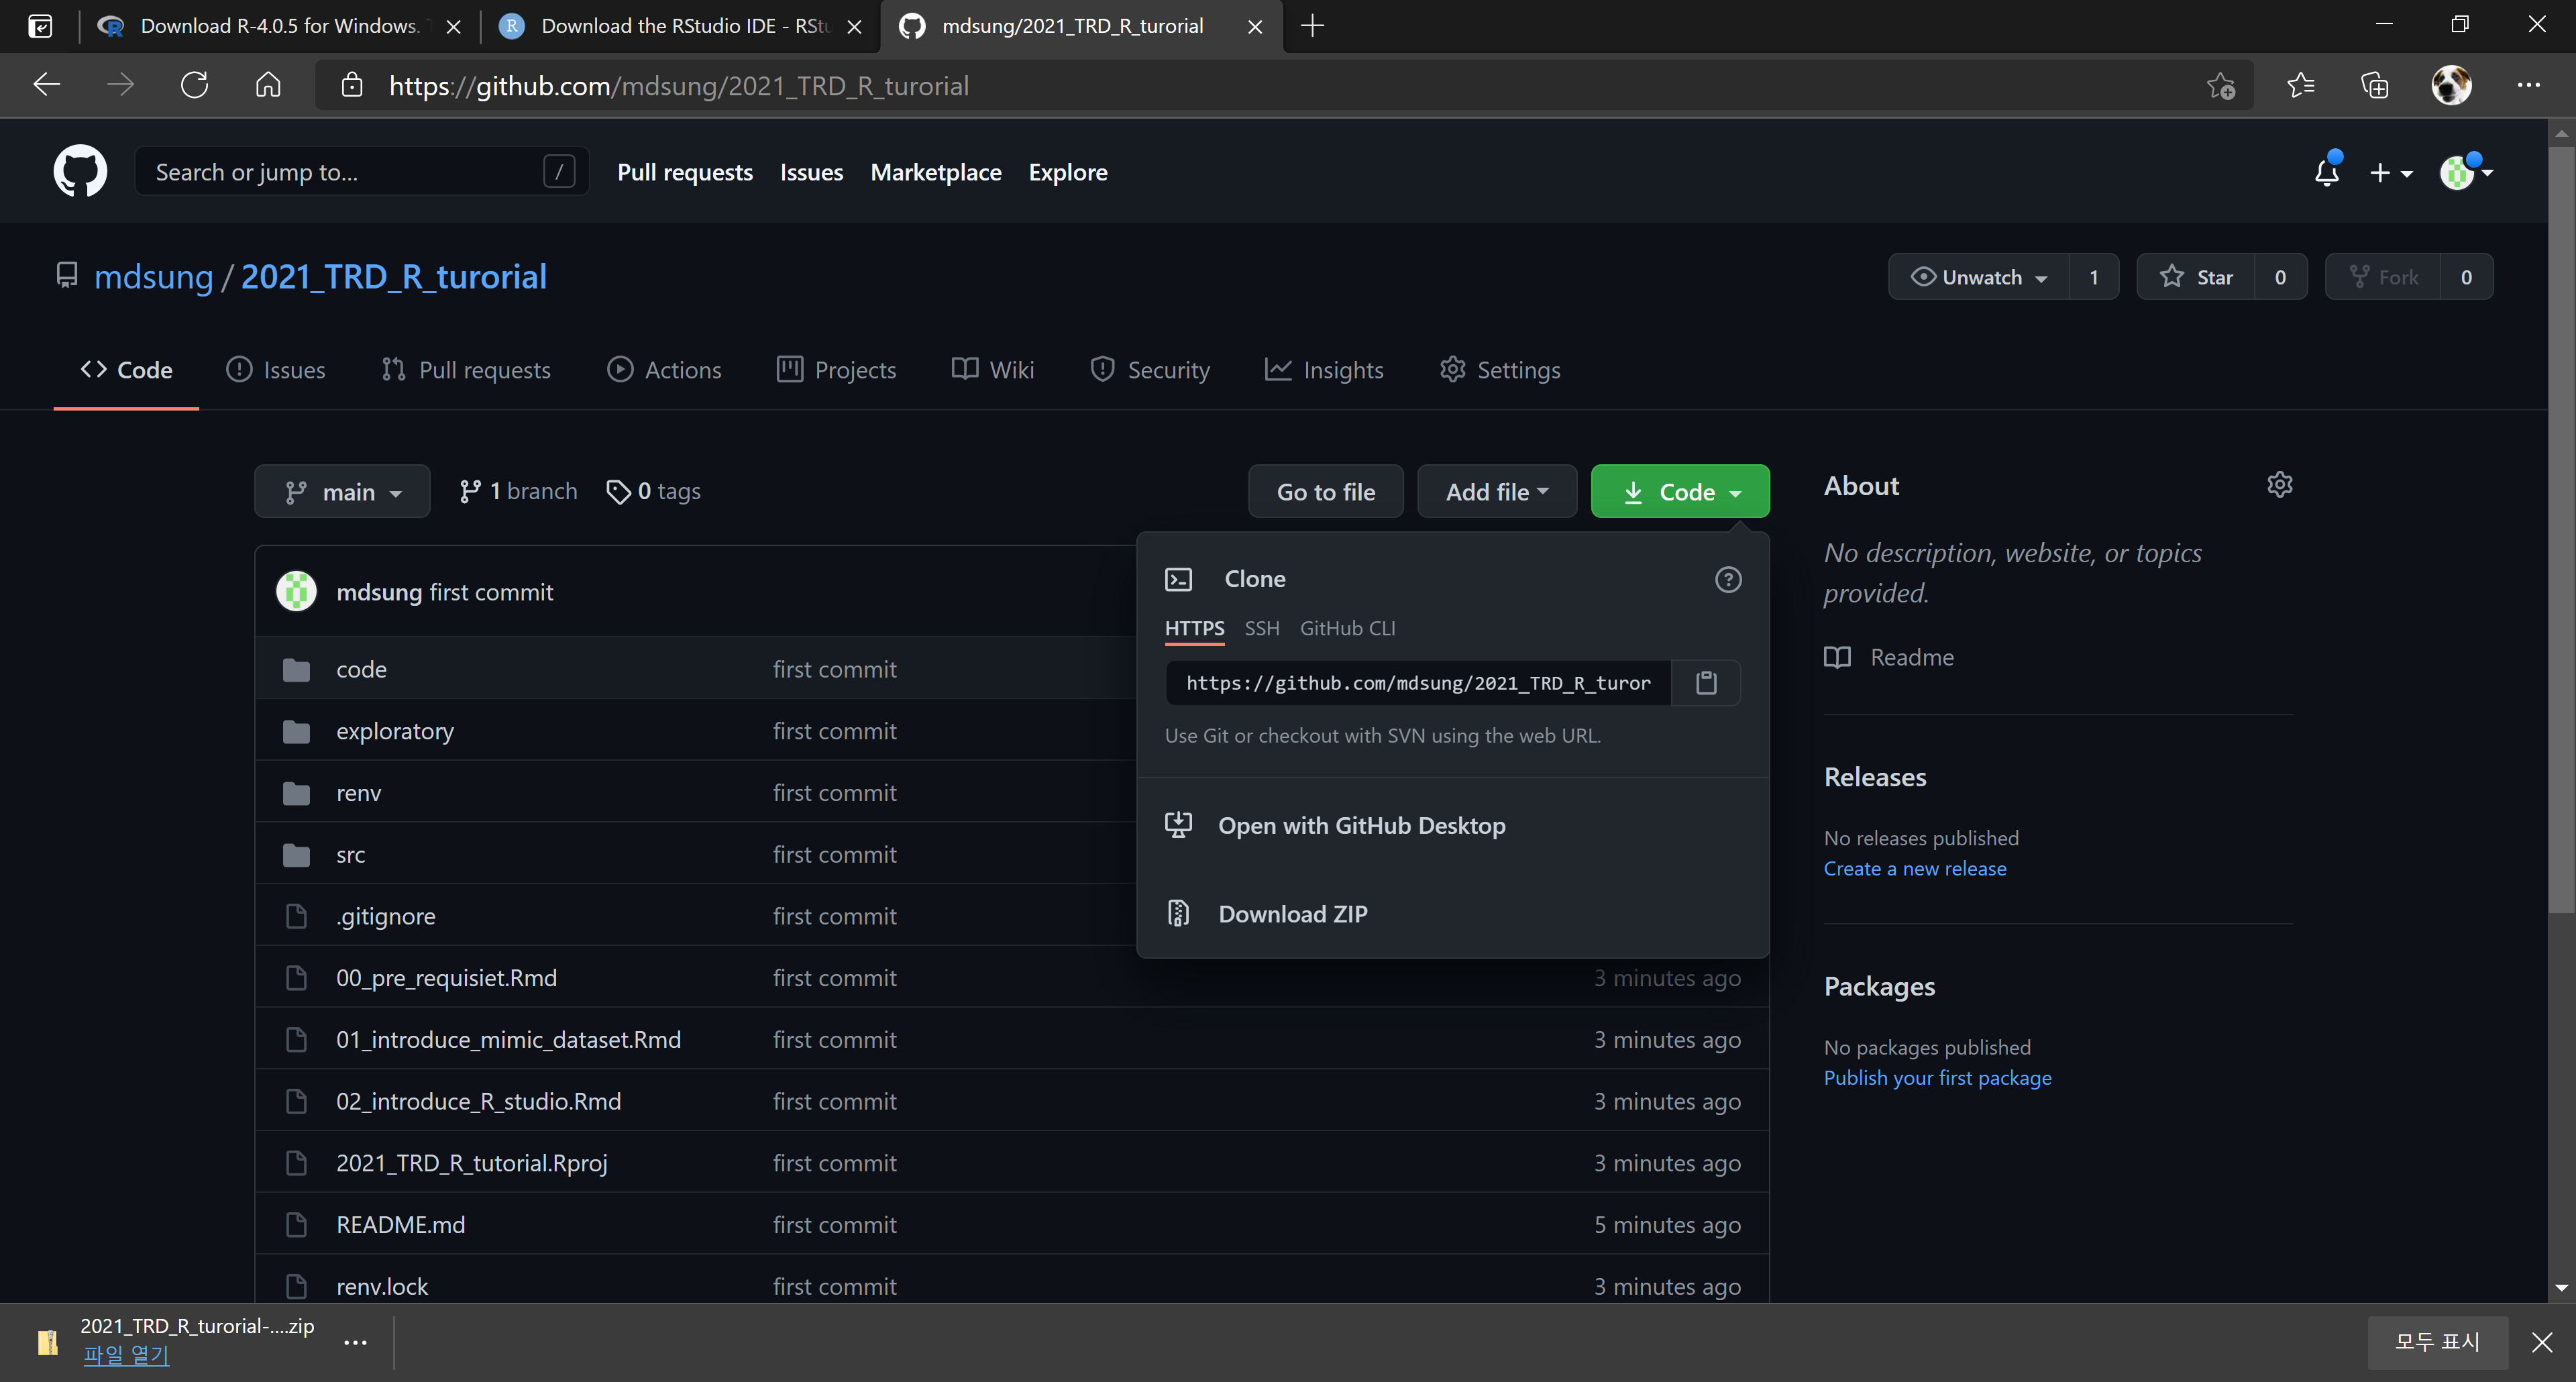 Download R-4.0.5 for Windows.
Download the RStudio IDE - RStu
mdsung/2021_TRD_R_turorial
https://github.com/mdsung/2021_TRD_R_turorial
Search or jump to... /
Pull requests Issues Marketplace Explore
mdsung / 2021_TRD_R_turorial
Unwatch 1 Star 0 Fork 0
Code Issues Pull requests Actions Projects Wiki Security Insights Settings
main 1 branch 0 tags
Go to file Add file Code
mdsung first commit
Clone
HTTPS SSH GitHub CLI
https://github.com/mdsung/2021_TRD_R_turor
Use Git or checkout with SVN using the web URL.
Open with GitHub Desktop
Download ZIP
code first commit
exploratory first commit
renv first commit
src first commit
.gitignore first commit
00_pre_requisiet.Rmd first commit 3 minutes ago
01_introduce_mimic_dataset.Rmd first commit 3 minutes ago
02_introduce_R_studio.Rmd first commit 3 minutes ago
2021_TRD_R_tutorial.Rproj first commit 3 minutes ago
README.md first commit 5 minutes ago
renv.lock first commit 3 minutes ago
About
No description, website, or topics
provided.
Readme
Releases
No releases published
Create a new release
Packages
No packages published
Publish your first package
2021_TRD_R_turorial-....zip
파일 열기
모두 표시